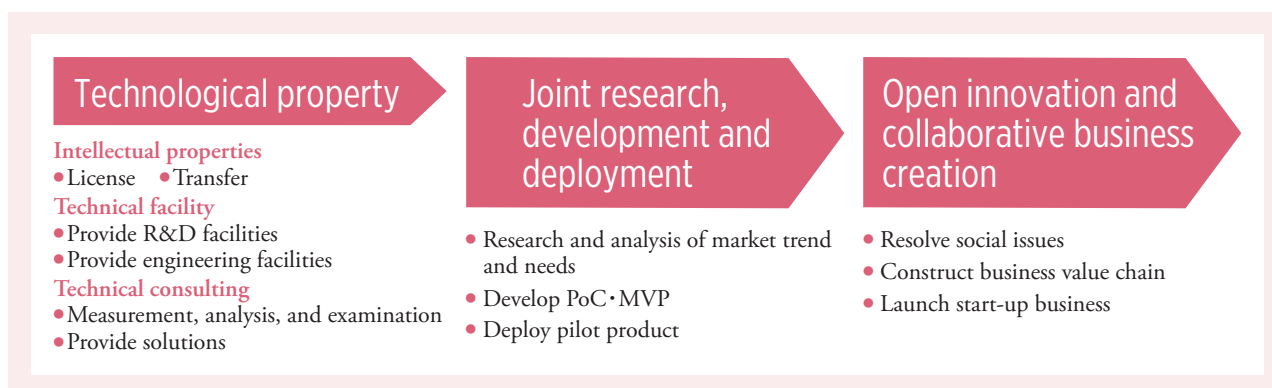 Technological property
Intellectual properties
●License ●Transfer
Technical facility
●Provide R&D facilities
●Provide engineering facilities
Technical consulting
●Measurement, analysis, and examination
●Provide solutions
Joint research,
development and
deployment
● Research and analysis of market trend
and needs
● Develop PoC・MVP
● Deploy pilot product
Open innovation and
collaborative business
creation
● Resolve social issues
● Construct business value chain
● Launch start-up business